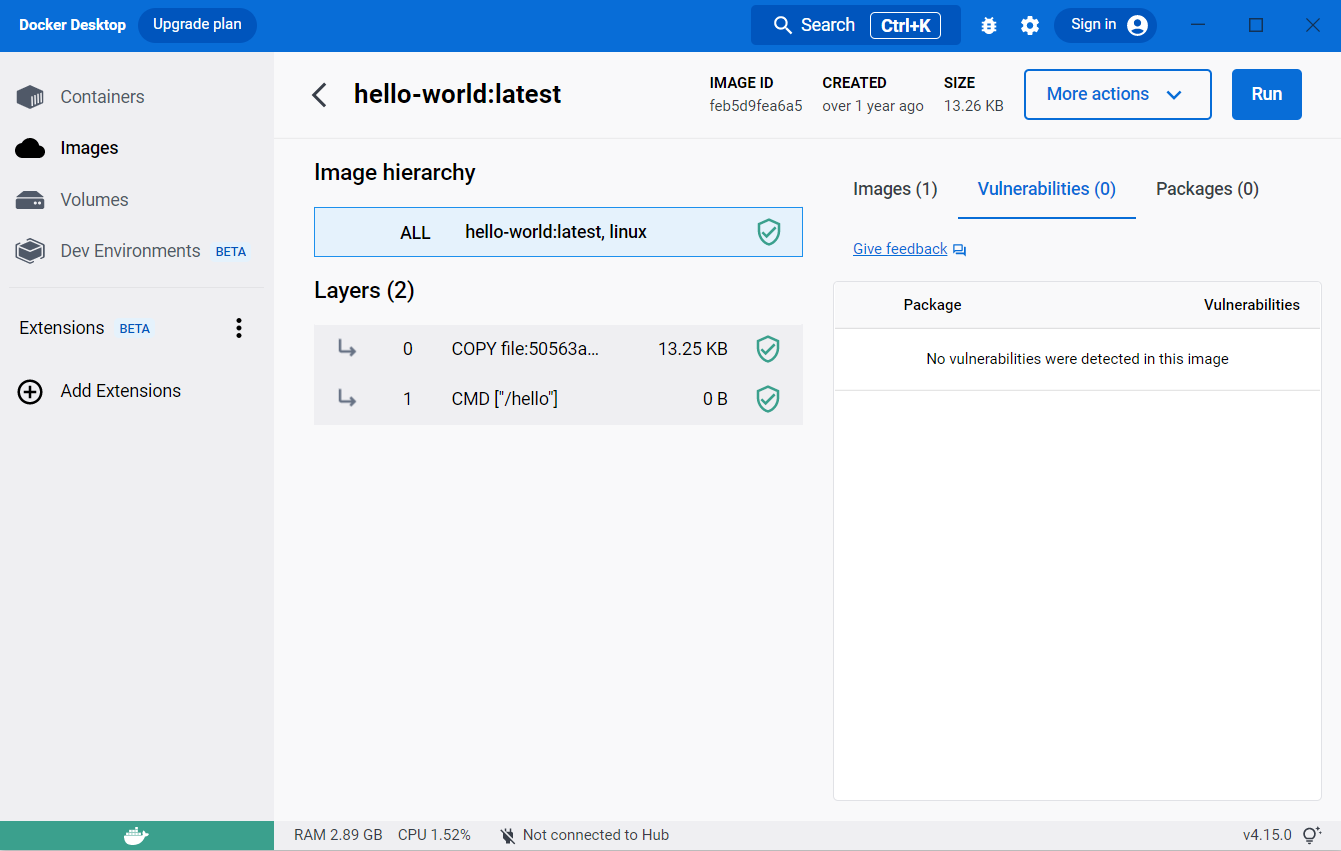 Docker Desktop Upgrade plan Search Ctrl+K Sign in
Containers
Images
Volumes
Dev Environments BETA
Extensions BETA
Add Extensions
hello-world:latest
IMAGE ID CREATED SIZE
feb5d9fea6a5 over 1 year ago 13.26 KB
More actions
Run
Image hierarchy
ALL hello-world:latest, linux
Layers (2)
0 COPY file:50563a... 13.25 KB
1 CMD ["/hello"] 0 B
Images (1) Vulnerabilities (0) Packages (0)
Give feedback
Package Vulnerabilities
No vulnerabilities were detected in this image
RAM 2.89 GB CPU 1.52% Not connected to Hub v4.15.0